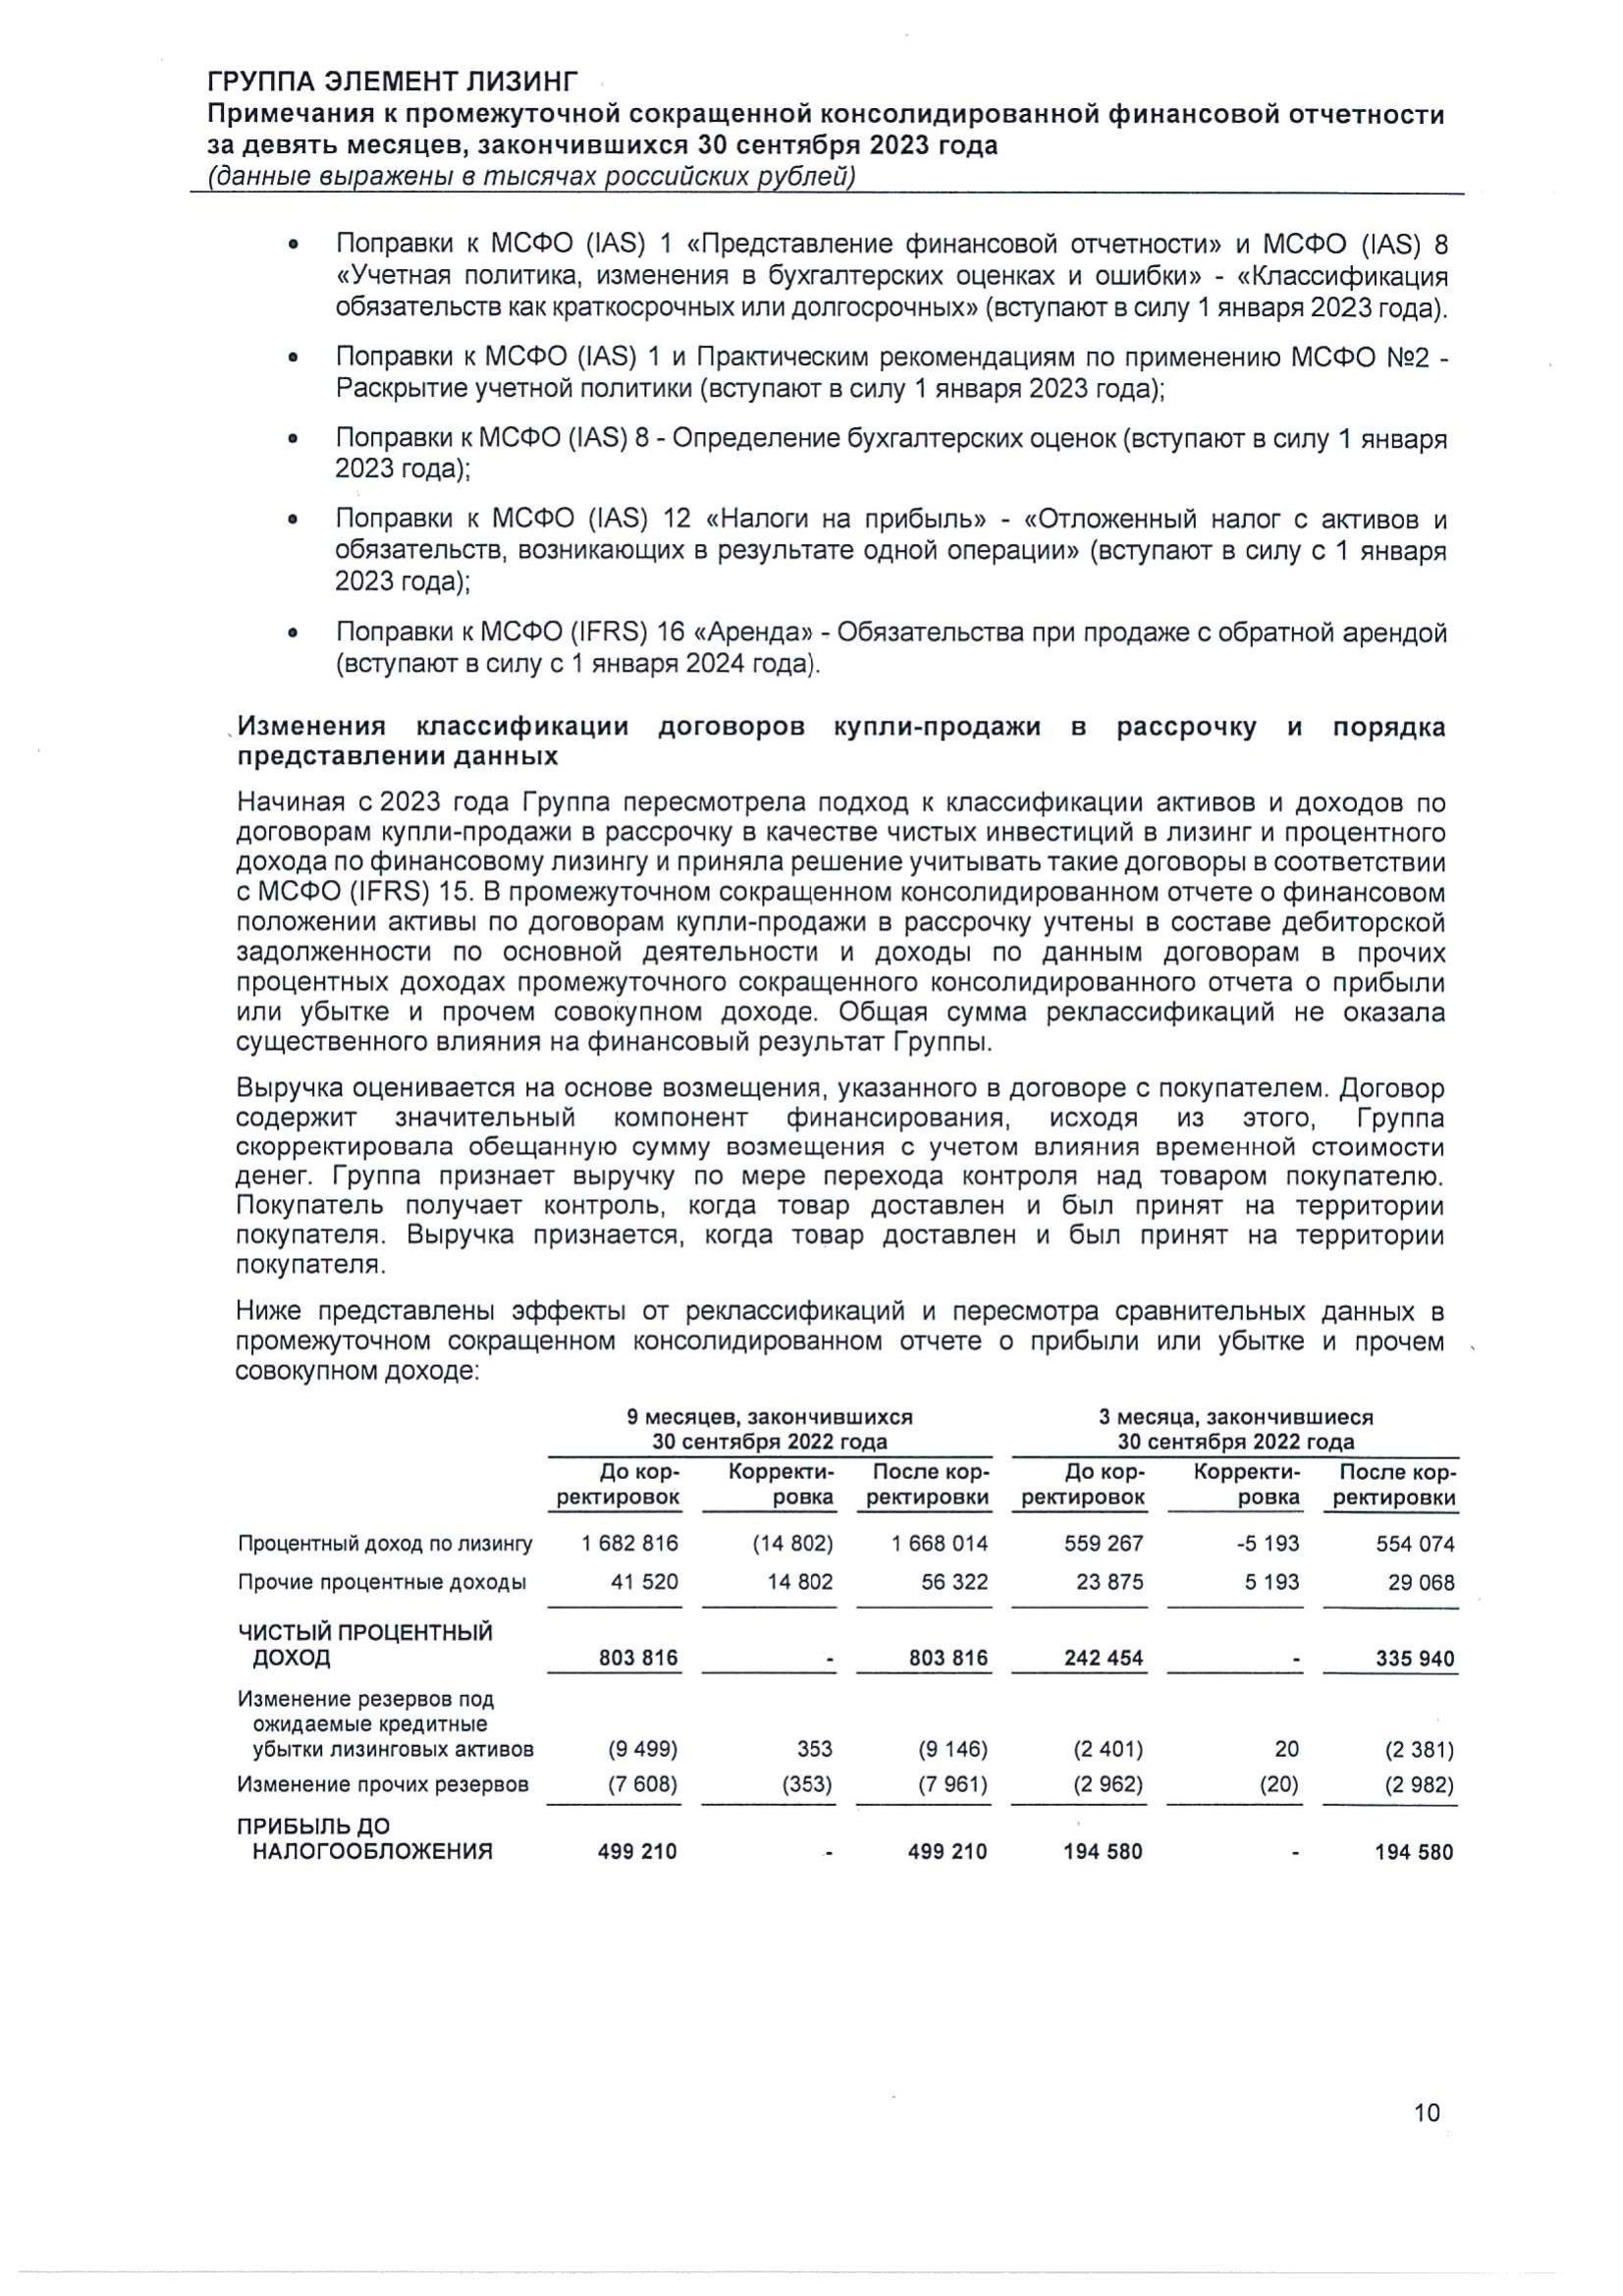 ГРУППА ЭЛЕМЕНТ ЛИЗИНГ
Примечания к промежуточной сокращенной консолидированной финансовой отчетности
за девять месяцев, закончившихся 30 сентября 2023 года
(данные выражены в тысячах российских рублей)
• Поправки к МСФО (IAS) 1 «Представление финансовой отчетности» и МСФО (IAS) 8
«Учетная политика, изменения в бухгалтерских оценках и ошибки» - «Классификация
обязательств как краткосрочных или долгосрочных» (вступают в силу 1 января 2023 года).
• Поправки к МСФО (IAS) 1 и Практическим рекомендациям по применению МСФО №2 -
Раскрытие учетной политики (вступают в силу 1 января 2023 года);
• Поправки к МСФО (IAS) 8 - Определение бухгалтерских оценок (вступают в силу 1 января
2023 года);
• Поправки к МСФО (IAS) 12 «Налоги на прибыль» - «Отложенный налог с активов и
обязательств, возникающих в результате одной операции» (вступают в силу с 1 января
2023 года);
• Поправки к МСФО (IFRS) 16 «Аренда» - Обязательства при продаже с обратной арендой
(вступают в силу с 1 января 2024 года).
Изменения классификации договоров купли-продажи в рассрочку и порядка
представлении данных
Начиная с 2023 года Группа пересмотрела подход к классификации активов и доходов по
договорам купли-продажи в рассрочку в качестве чистых инвестиций в лизинг и процентного
дохода по финансовому лизингу и приняла решение учитывать такие договоры в соответствии
с МСФО (IFRS) 15. В промежуточном сокращенном консолидированном отчете о финансовом
положении активы по договорам купли-продажи в рассрочку учтены в составе дебиторской
задолженности по основной деятельности и доходы по данным договорам в прочих
процентных доходах промежуточного сокращенного консолидированного отчета о прибыли
или убытке и прочем совокупном доходе. Общая сумма реклассификаций не оказала
существенного влияния на финансовый результат Группы.
Выручка оценивается на основе возмещения, указанного в договоре с покупателем. Договор
содержит значительный компонент финансирования, исходя из этого, Группа
скорректировала обещанную сумму возмещения с учетом влияния временной стоимости
денег. Группа признает выручку по мере перехода контроля над товаром покупателю.
Покупатель получает контроль, когда товар доставлен и был принят на территории
покупателя. Выручка признается, когда товар доставлен и был принят на территории
покупателя.
Ниже представлены эффекты от реклассификаций и пересмотра сравнительных данных в
промежуточном сокращенном консолидированном отчете о прибыли или убытке и прочем
совокупном доходе:
9 месяцев, закончившихся 3 месяца, закончившиеся
30 сентября 2022 года 30 сентября 2022 года
До кор- Корректи- После кор- До кор- Корректи- После кор-
ректировок ровка ректировки ректировок ровка ректировки
Процентный доход по лизингу 1 682 816 (14 802) 1 668 014 559 267 -5 193 554 074
Прочие процентные доходы 41 520 14 802 56 322 23 875 5 193 29 068
ЧИСТЫЙ ПРОЦЕНТНЫЙ
ДОХОД 803 816 - 803 816 242 454 - 335 940
Изменение резервов под
ожидаемые кредитные
убытки лизинговых активов (9 499) 353 (9 146) (2 401) 20 (2 381)
Изменение прочих резервов (7 608) (353) (7 961) (2 962) (20) (2 982)
ПРИБЫЛЬ ДО
НАЛОГООБЛОЖЕНИЯ 499 210 - 499 210 194 580 - 194 580
10